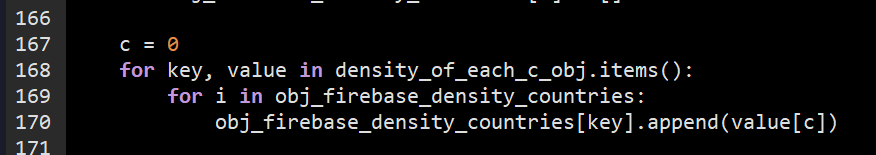 166
167 c = 0
168 for key, value in density_of_each_c_obj.items():
169 for i in obj_firebase_density_countries:
170 obj_firebase_density_countries[key].append(value[c])
171